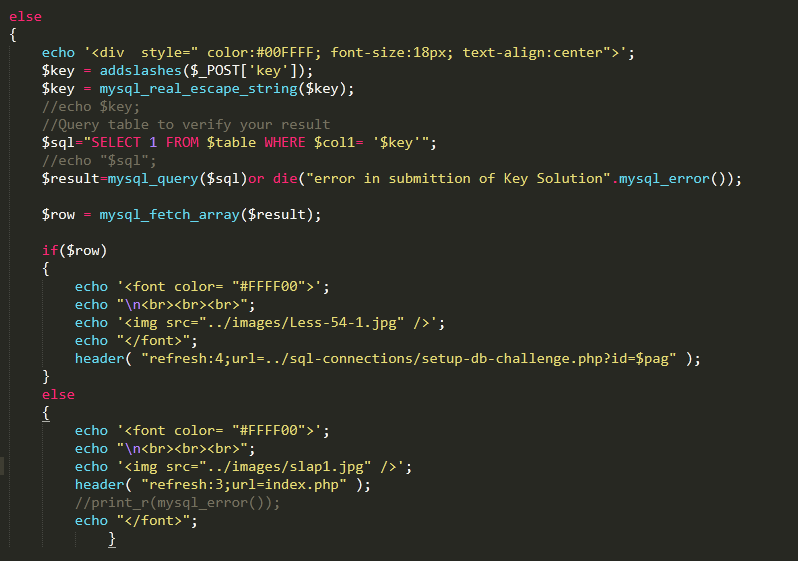 else
{
echo '<div  style=" color:#00FFFF; font-size:18px; text-align:center">';
$key = addslashes($_POST['key']);
$key = mysql_real_escape_string($key);
//echo $key;
//Query table to verify your result
$sql="SELECT 1 FROM $table WHERE $col1= '$key'";
//echo "$sql";
$result=mysql_query($sql)or die("error in submittion of Key Solution".mysql_error());
$row = mysql_fetch_array($result);
if($row)
{
echo '<font color= "#FFFF00">';
echo "\n<br><br><br>";
echo '<img src="../images/Less-54-1.jpg" />';
echo "</font>";
header( "refresh:4;url=../sql-connections/setup-db-challenge.php?id=$pag" );
}
else
{
echo '<font color= "#FFFF00">';
echo "\n<br><br><br>";
echo '<img src="../images/slap1.jpg" />';
header( "refresh:3;url=index.php" );
//print_r(mysql_error());
echo "</font>";
}